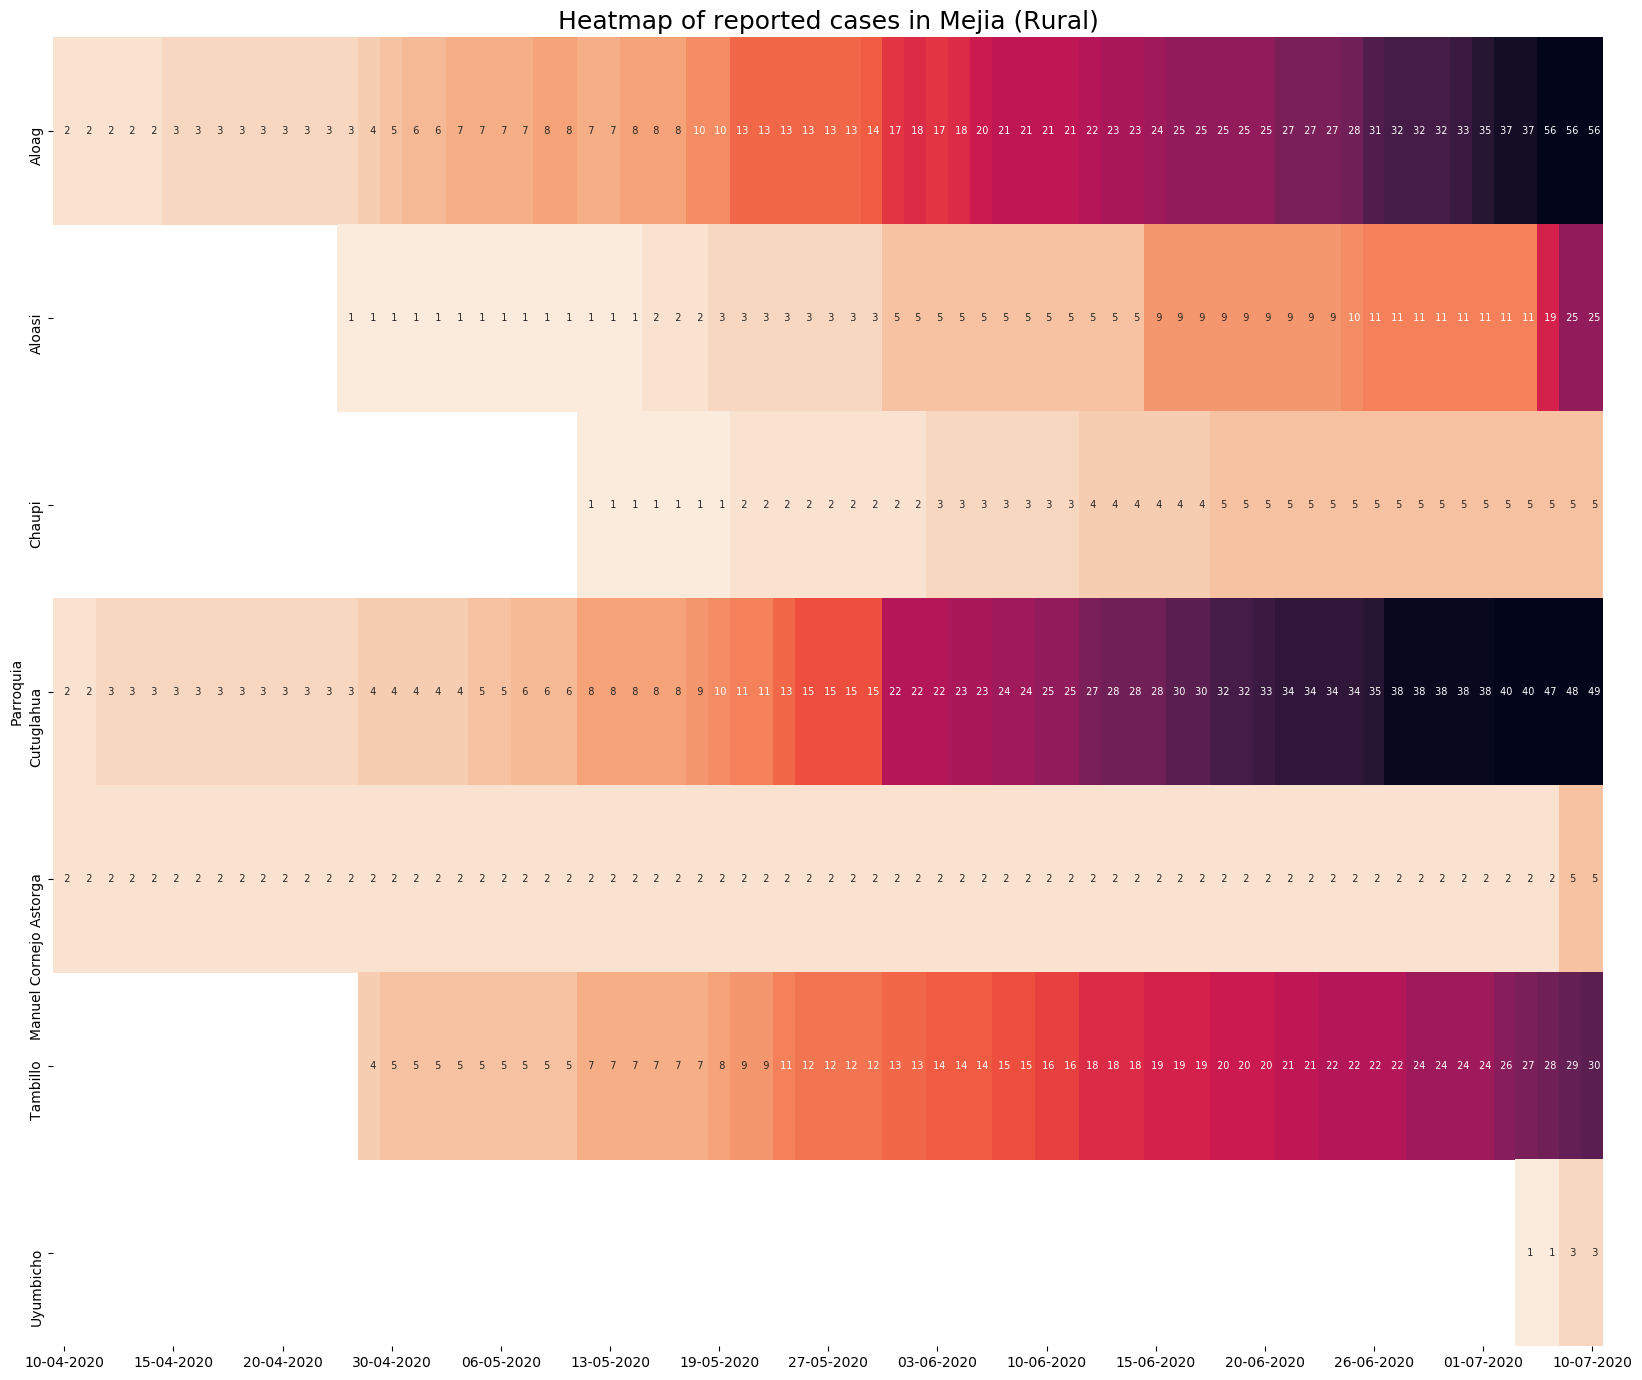 Heatmap of reported cases in Mejia (Rural)
Parroquia
Aloag 2 2 2 2 2 3 3 3 3 3 3 3 3 3 4 5 6 6 7 7 7 7 8 8 7 7 8 8 8 10 10 13 13 13 13 13 13 14 17 18 17 18 20 21 21 21 21 22 23 23 24 25 25 25 25 25 27 27 27 28 31 32 32 32 33 35 37 37 56 56 56
Aloasi 1 1 1 1 1 1 1 1 1 1 1 1 1 1 2 2 2 3 3 3 3 3 3 3 3 5 5 5 5 5 5 5 5 5 5 5 5 9 9 9 9 9 9 9 9 9 10 11 11 11 11 11 11 11 11 19 25 25
Chaupi 1 1 1 1 1 1 1 2 2 2 2 2 2 2 2 2 3 3 3 3 3 3 3 4 4 4 4 4 4 5 5 5 5 5 5 5 5 5 5 5 5 5 5 5 5 5 5
Cutuglahua 2 2 3 3 3 3 3 3 3 3 3 3 3 3 4 4 4 4 4 5 5 6 6 6 8 8 8 8 8 9 10 11 11 13 15 15 15 15 22 22 22 23 23 24 24 25 25 27 28 28 28 30 30 32 32 33 34 34 34 34 35 38 38 38 38 38 40 40 47 48 49
Manuel Cornejo Astorga 2 2 2 2 2 2 2 2 2 2 2 2 2 2 2 2 2 2 2 2 2 2 2 2 2 2 2 2 2 2 2 2 2 2 2 2 2 2 2 2 2 2 2 2 2 2 2 2 2 2 2 2 2 2 2 2 2 2 2 2 2 2 2 2 2 2 2 2 2 5 5
Tambillo 4 5 5 5 5 5 5 5 5 5 7 7 7 7 7 7 8 9 9 11 12 12 12 12 13 13 14 14 14 15 15 16 16 18 18 18 19 19 19 20 20 20 21 21 22 22 22 22 24 24 24 24 26 27 28 29 30
Uyumbicho 1 1 3 3
10-04-2020 15-04-2020 20-04-2020 30-04-2020 06-05-2020 13-05-2020 19-05-2020 27-05-2020 03-06-2020 10-06-2020 15-06-2020 20-06-2020 26-06-2020 01-07-2020 10-07-2020